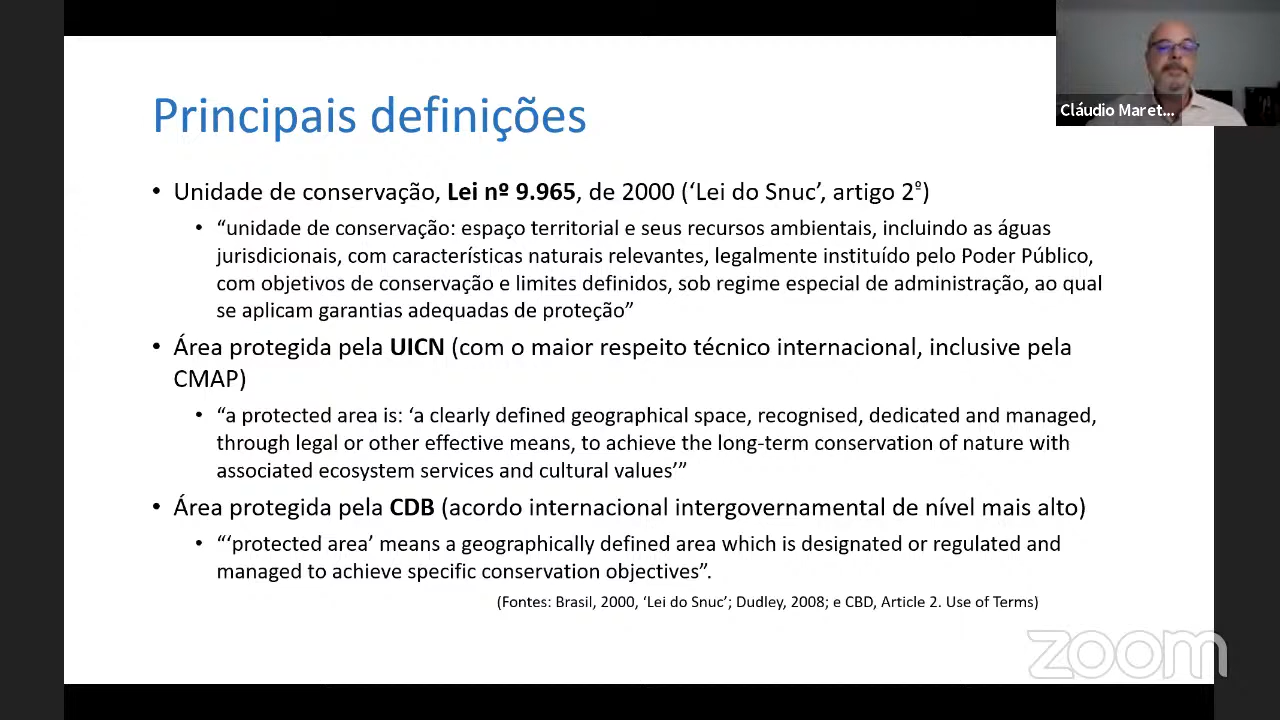 Cláudio Maret...
Principais definições
• Unidade de conservação, Lei nº 9.965, de 2000 (‘Lei do Snuc’, artigo 2º)
• “unidade de conservação: espaço territorial e seus recursos ambientais, incluindo as águas
jurisdicionais, com características naturais relevantes, legalmente instituído pelo Poder Público,
com objetivos de conservação e limites definidos, sob regime especial de administração, ao qual
se aplicam garantias adequadas de proteção”
• Área protegida pela UICN (com o maior respeito técnico internacional, inclusive pela
CMAP)
• “a protected area is: ‘a clearly defined geographical space, recognised, dedicated and managed,
through legal or other effective means, to achieve the long-term conservation of nature with
associated ecosystem services and cultural values’”
• Área protegida pela CDB (acordo internacional intergovernamental de nível mais alto)
• “‘protected area’ means a geographically defined area which is designated or regulated and
managed to achieve specific conservation objectives”.
(Fontes: Brasil, 2000, ‘Lei do Snuc’; Dudley, 2008; e CBD, Article 2. Use of Terms)
zoom